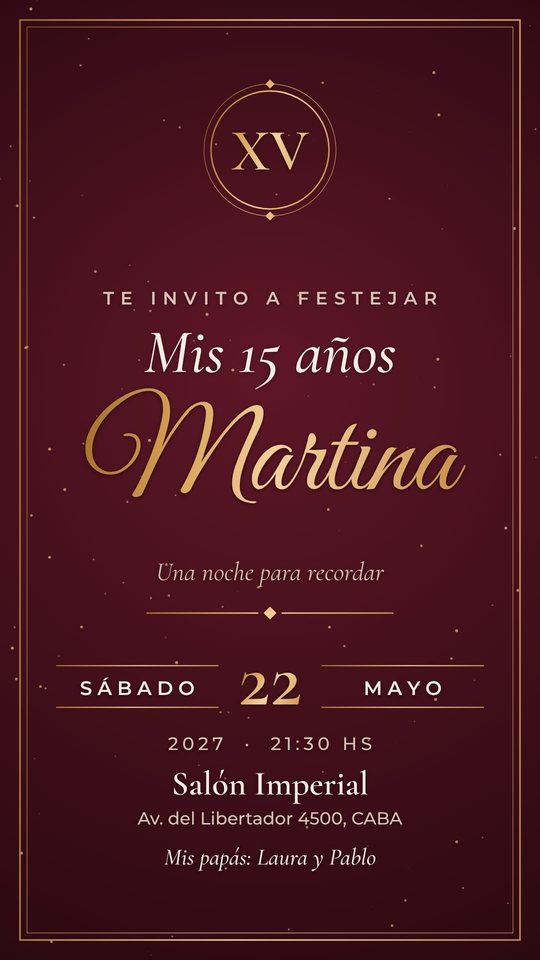 XV
TE INVITO A FESTEJAR
Mis 15 años
Martina
Una noche para recordar
SÁBADO 22 MAYO
2027 · 21:30 HS
Salón Imperial
Av. del Libertador 4500, CABA
Mis papás: Laura y Pablo